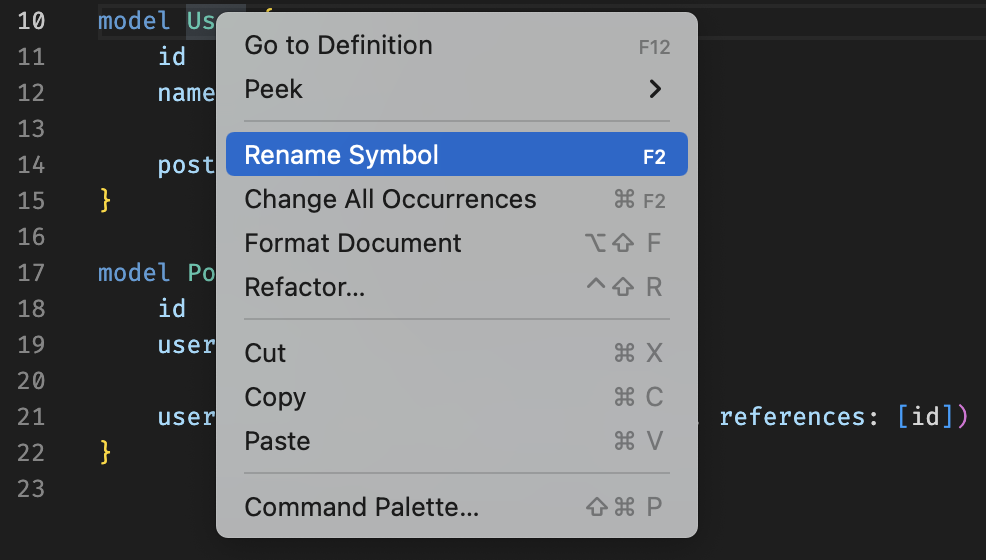 10 model Us {
11 id
12 name
13
14 post
15 }
16
17 model Po
18 id
19 user
20
21 user references: [id])
22 }
23
Go to Definition F12
Peek
Rename Symbol F2
Change All Occurrences ⌘ F2
Format Document ⌥⇧ F
Refactor... ^⇧ R
Cut ⌘ X
Copy ⌘ C
Paste ⌘ V
Command Palette... ⇧⌘ P